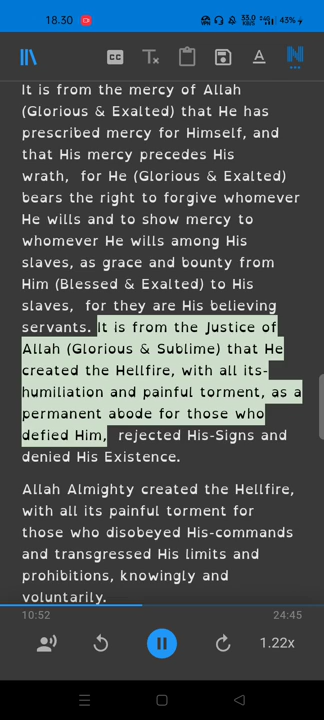 18.30
33.0 KB/S
43%
CC
It is from the mercy of Allah
(Glorious & Exalted) that He has
prescribed mercy for Himself, and
that His mercy precedes His
wrath, for He (Glorious & Exalted)
bears the right to forgive whomever
He wills and to show mercy to
whomever He wills among His
slaves, as grace and bounty from
Him (Blessed & Exalted) to His
slaves, for they are His believing
servants. It is from the Justice of
Allah (Glorious & Sublime) that He
created the Hellfire, with all its-
humiliation and painful torment, as a
permanent abode for those who
defied Him, rejected His-Signs and
denied His Existence.
Allah Almighty created the Hellfire,
with all its painful torment for
those who disobeyed His-commands
and transgressed His limits and
prohibitions, knowingly and
voluntarily.
10:52
24:45
1.22x